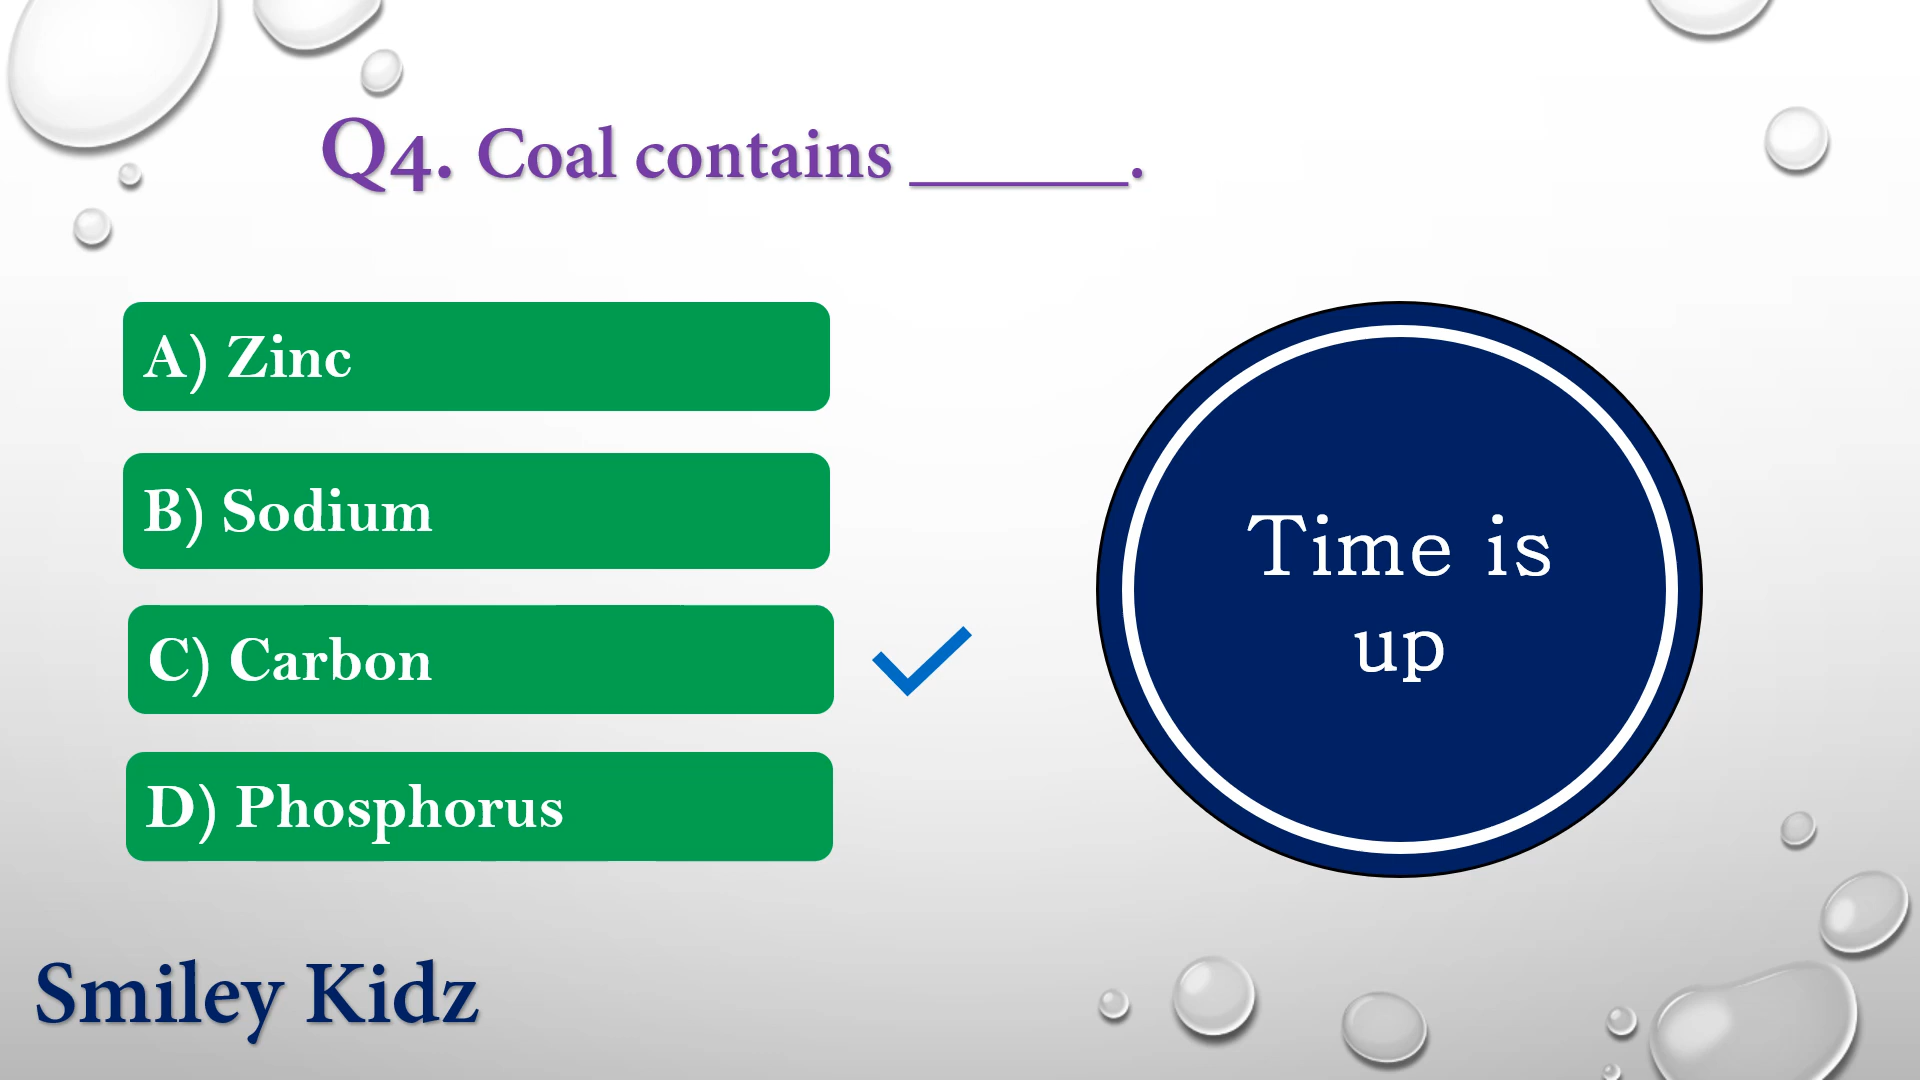 Q4. Coal contains ______.
A) Zinc
B) Sodium
C) Carbon
D) Phosphorus
Time is
up
Smiley Kidz